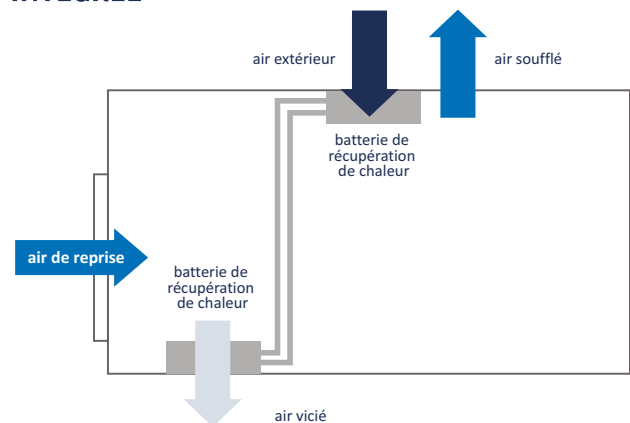 INTÉGRÉE
air extérieur
air soufflé
batterie de
récupération
de chaleur
air de reprise
batterie de
récupération
de chaleur
air vicié